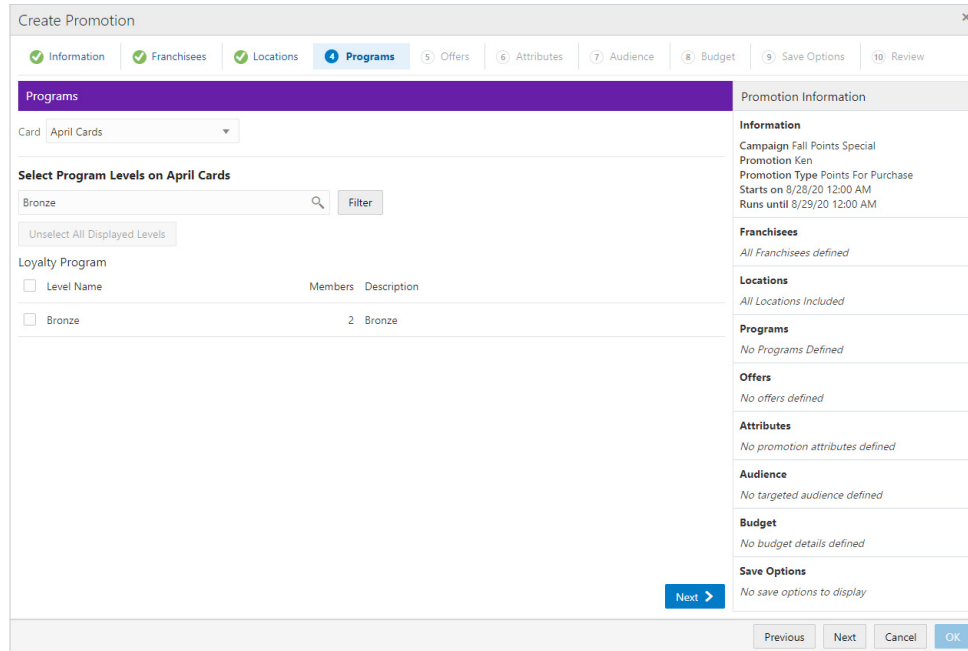 Create Promotion
Information
Franchisees
Locations
4 Programs
5 Offers
6 Attributes
7 Audience
8 Budget
9 Save Options
10 Review
Programs
Card April Cards
Select Program Levels on April Cards
Bronze
Filter
Unselect All Displayed Levels
Loyalty Program
Level Name Members Description
Bronze 2 Bronze
Next
Promotion Information
Information
Campaign Fall Points Special
Promotion Ken
Promotion Type Points For Purchase
Starts on 8/28/20 12:00 AM
Runs until 8/29/20 12:00 AM
Franchisees
All Franchisees defined
Locations
All Locations Included
Programs
No Programs Defined
Offers
No offers defined
Attributes
No promotion attributes defined
Audience
No targeted audience defined
Budget
No budget details defined
Save Options
No save options to display
Previous Next Cancel OK